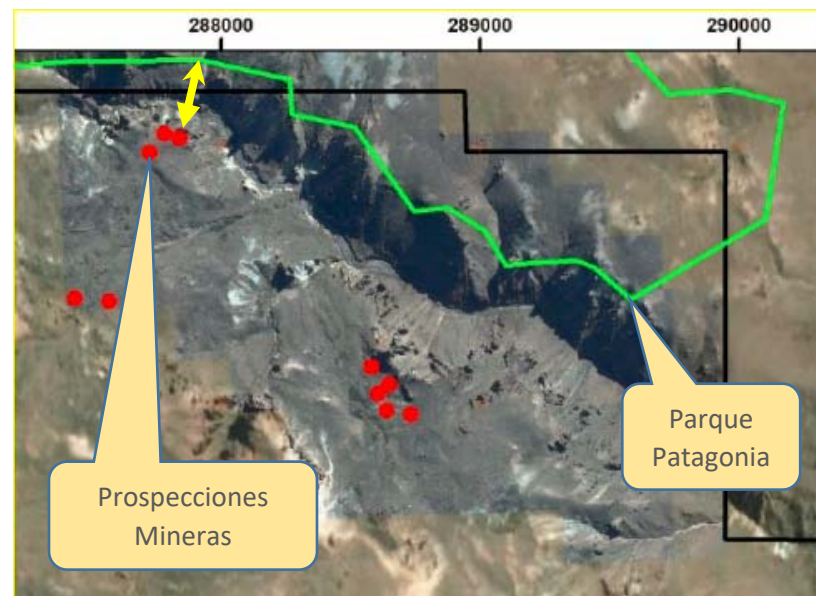 288000 289000 290000
Parque
Patagonia
Prospecciones
Mineras